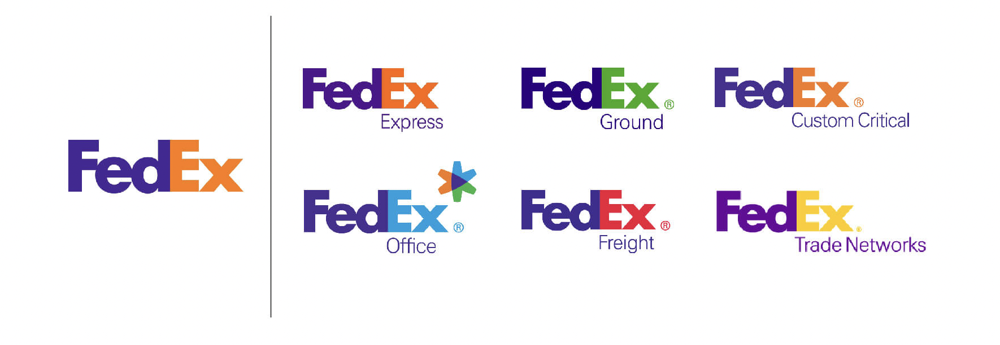 FedEx
FedEx
Express
FedEx®
Ground
FedEx®
Custom Critical
FedEx®
Office
FedEx®
Freight
FedEx®
Trade Networks